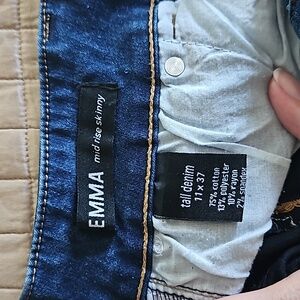 EMMA mid rise skinny
tall denim
11 x 37
75% cotton
13% polyester
10% rayon
2% spandex